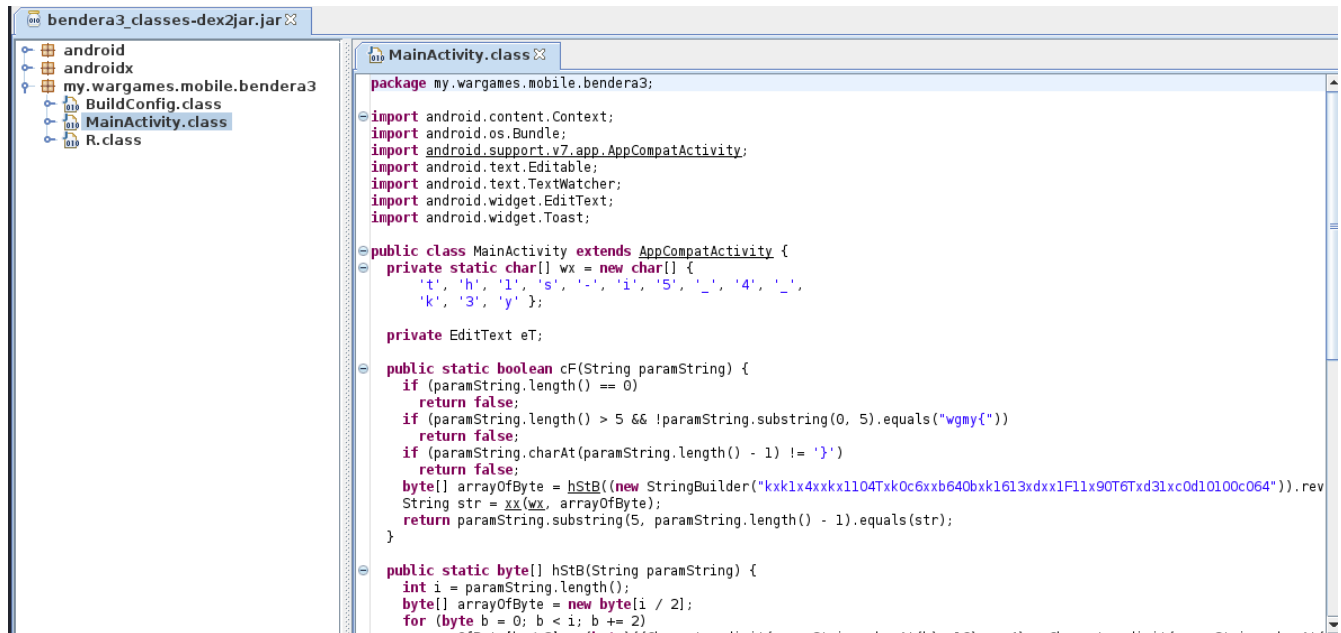 bendera3_classes-dex2jar.jar
android
androidx
my.wargames.mobile.bendera3
BuildConfig.class
MainActivity.class
R.class
MainActivity.class
package my.wargames.mobile.bendera3;
import android.content.Context;
import android.os.Bundle;
import android.support.v7.app.AppCompatActivity;
import android.text.Editable;
import android.text.TextWatcher;
import android.widget.EditText;
import android.widget.Toast;
public class MainActivity extends AppCompatActivity {
private static char[] wx = new char[] {
't', 'h', '1', 's', '-', 'i', '5', '_', '4', '_',
'k', '3', 'y' };
private EditText eT;
public static boolean cF(String paramString) {
if (paramString.length() == 0)
return false;
if (paramString.length() > 5 && !paramString.substring(0, 5).equals("wgmy{"))
return false;
if (paramString.charAt(paramString.length() - 1) != '}')
return false;
byte[] arrayOfByte = hStB((new StringBuilder("kxk1x4xxkx1104Txk0c6xxb640bxk1613xdxx1F11x90T6Txd31xc0d10100c064")).rev
String str = xx(wx, arrayOfByte);
return paramString.substring(5, paramString.length() - 1).equals(str);
}
public static byte[] hStB(String paramString) {
int i = paramString.length();
byte[] arrayOfByte = new byte[i / 2];
for (byte b = 0; b < i; b += 2)